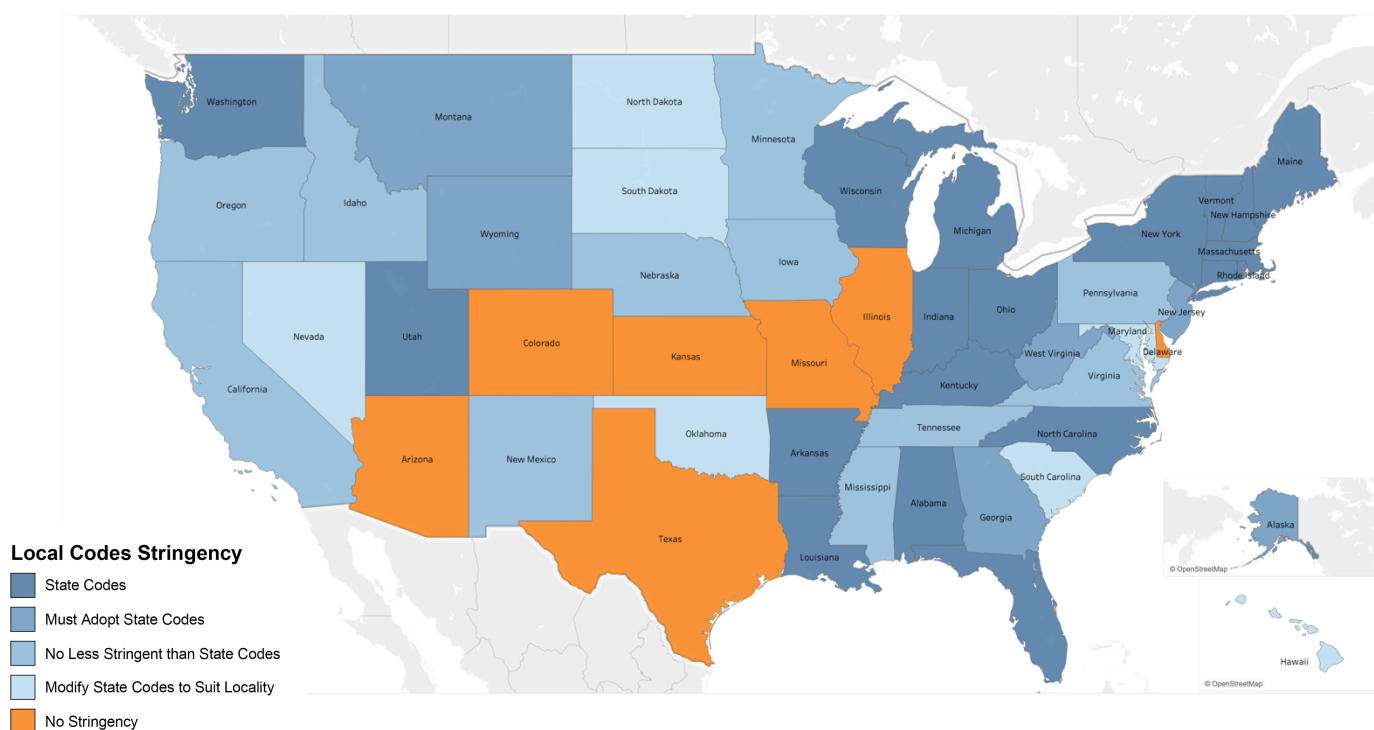 Washington
Montana
North Dakota
Minnesota
Maine
Oregon
Idaho
South Dakota
Wisconsin
Vermont
New Hampshire
Wyoming
Michigan
New York
Massachusetts
Nebraska
Iowa
Rhode Island
Pennsylvania
Nevada
Utah
Colorado
Kansas
Illinois
Indiana
Ohio
New Jersey
Maryland
Missouri
West Virginia
Delaware
California
Kentucky
Virginia
Arizona
New Mexico
Oklahoma
Arkansas
Tennessee
North Carolina
Mississippi
Alabama
Georgia
South Carolina
Texas
Louisiana
Alaska
© OpenStreetMap
Hawaii
© OpenStreetMap
Local Codes Stringency
State Codes
Must Adopt State Codes
No Less Stringent than State Codes
Modify State Codes to Suit Locality
No Stringency